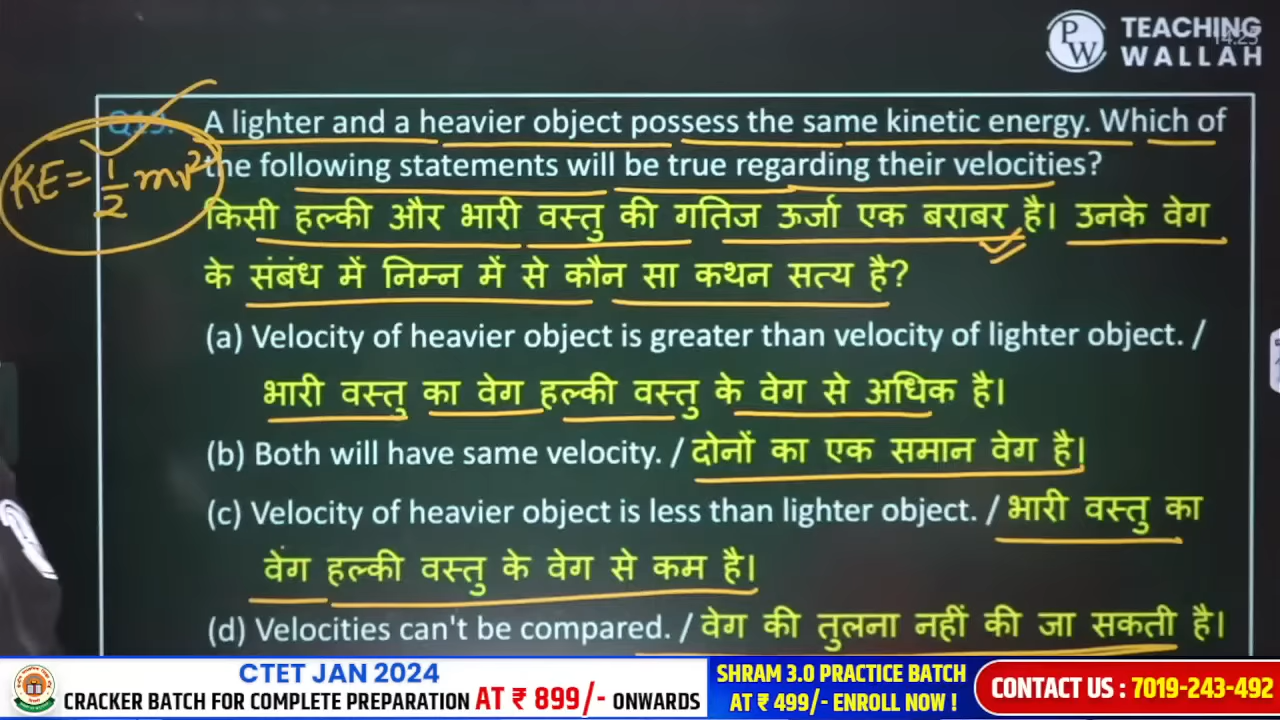 TEACHING
WALLAH
PW
14:25
Q15. A lighter and a heavier object possess the same kinetic energy. Which of
the following statements will be true regarding their velocities?
KE = 1/2 mv²
किसी हल्की और भारी वस्तु की गतिज ऊर्जा एक बराबर है। उनके वेग
के संबंध में निम्न में से कौन सा कथन सत्य है?
(a) Velocity of heavier object is greater than velocity of lighter object. /
भारी वस्तु का वेग हल्की वस्तु के वेग से अधिक है।
(b) Both will have same velocity. / दोनों का एक समान वेग है।
(c) Velocity of heavier object is less than lighter object. / भारी वस्तु का
वेग हल्की वस्तु के वेग से कम है।
(d) Velocities can't be compared. / वेग की तुलना नहीं की जा सकती है।
CTET JAN 2024
CRACKER BATCH FOR COMPLETE PREPARATION AT ₹ 899/- ONWARDS
SHRAM 3.0 PRACTICE BATCH
AT ₹ 499/- ENROLL NOW !
CONTACT US : 7019-243-492